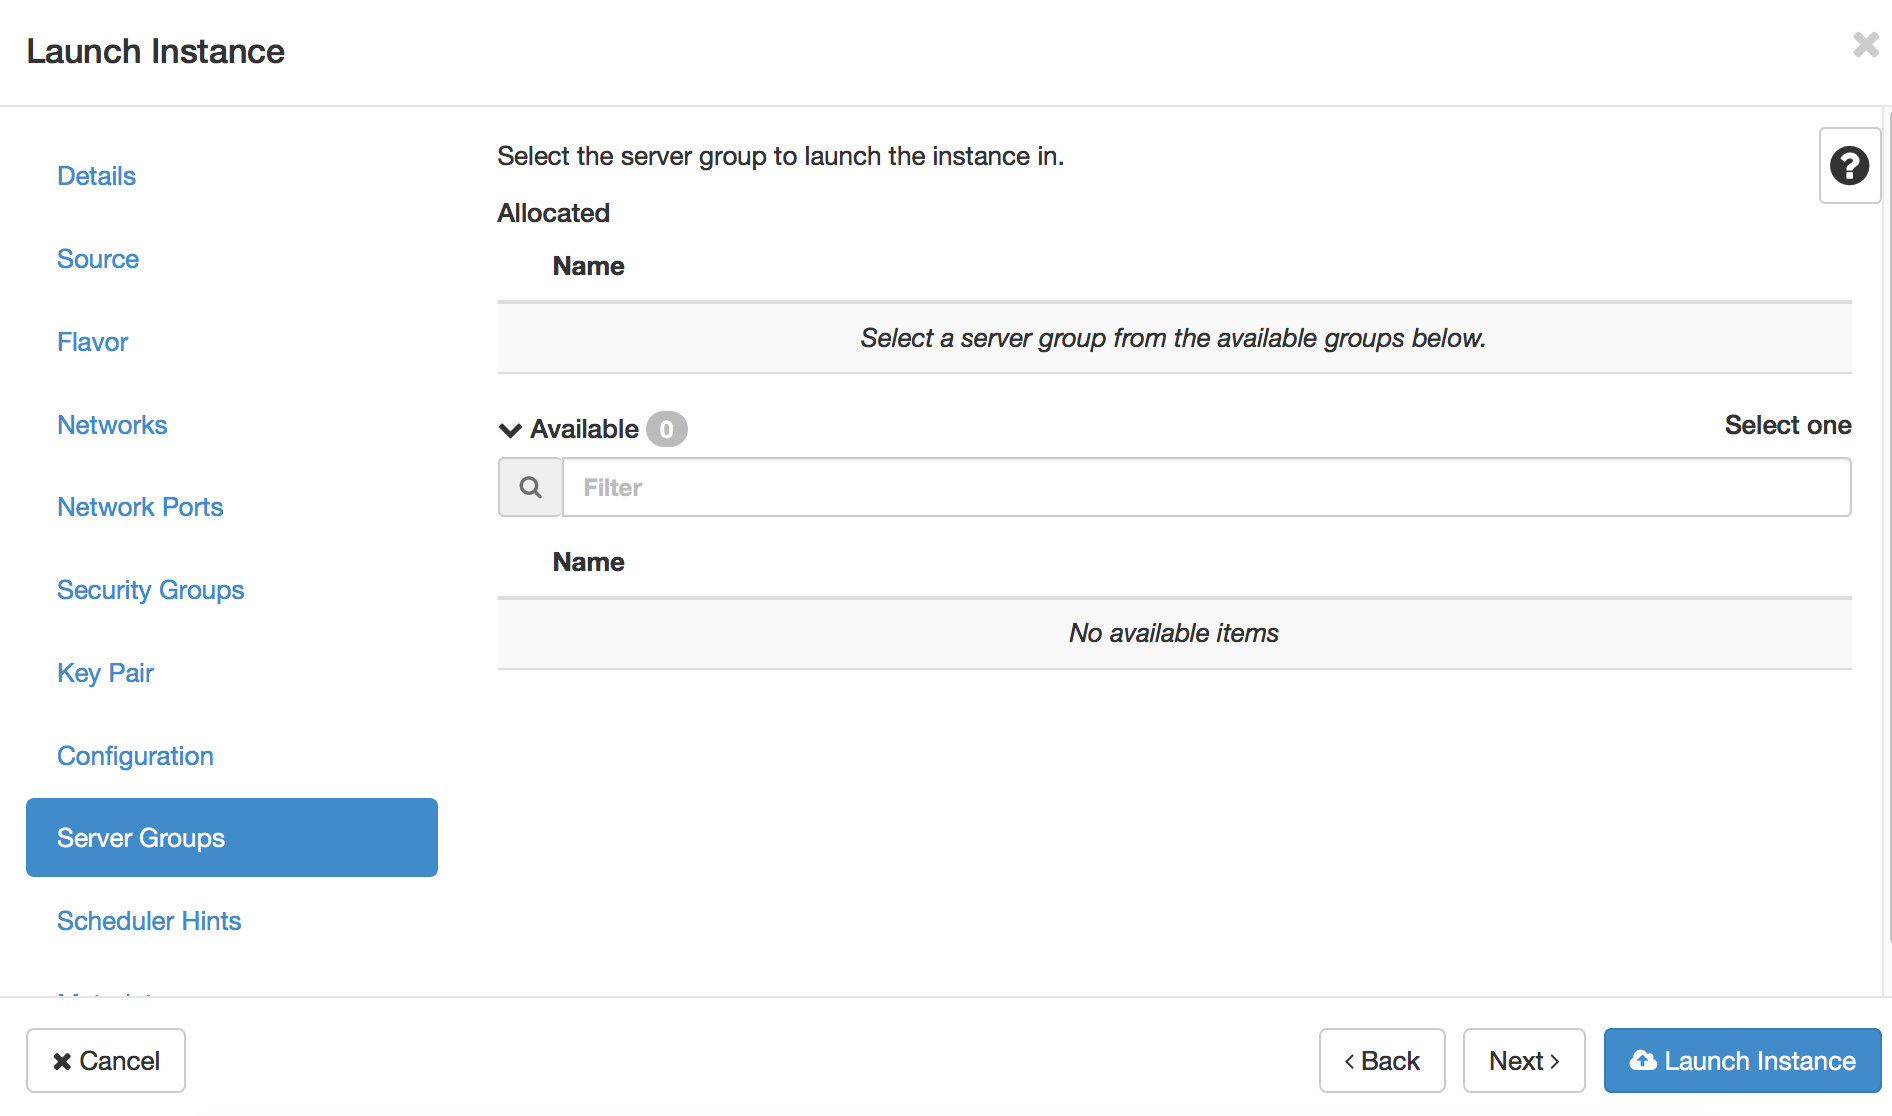 Launch Instance
Details
Source
Flavor
Networks
Network Ports
Security Groups
Key Pair
Configuration
Server Groups
Scheduler Hints
Select the server group to launch the instance in.
Allocated
Name
Select a server group from the available groups below.
Available 0
Select one
Filter
Name
No available items
Cancel
Back
Next
Launch Instance